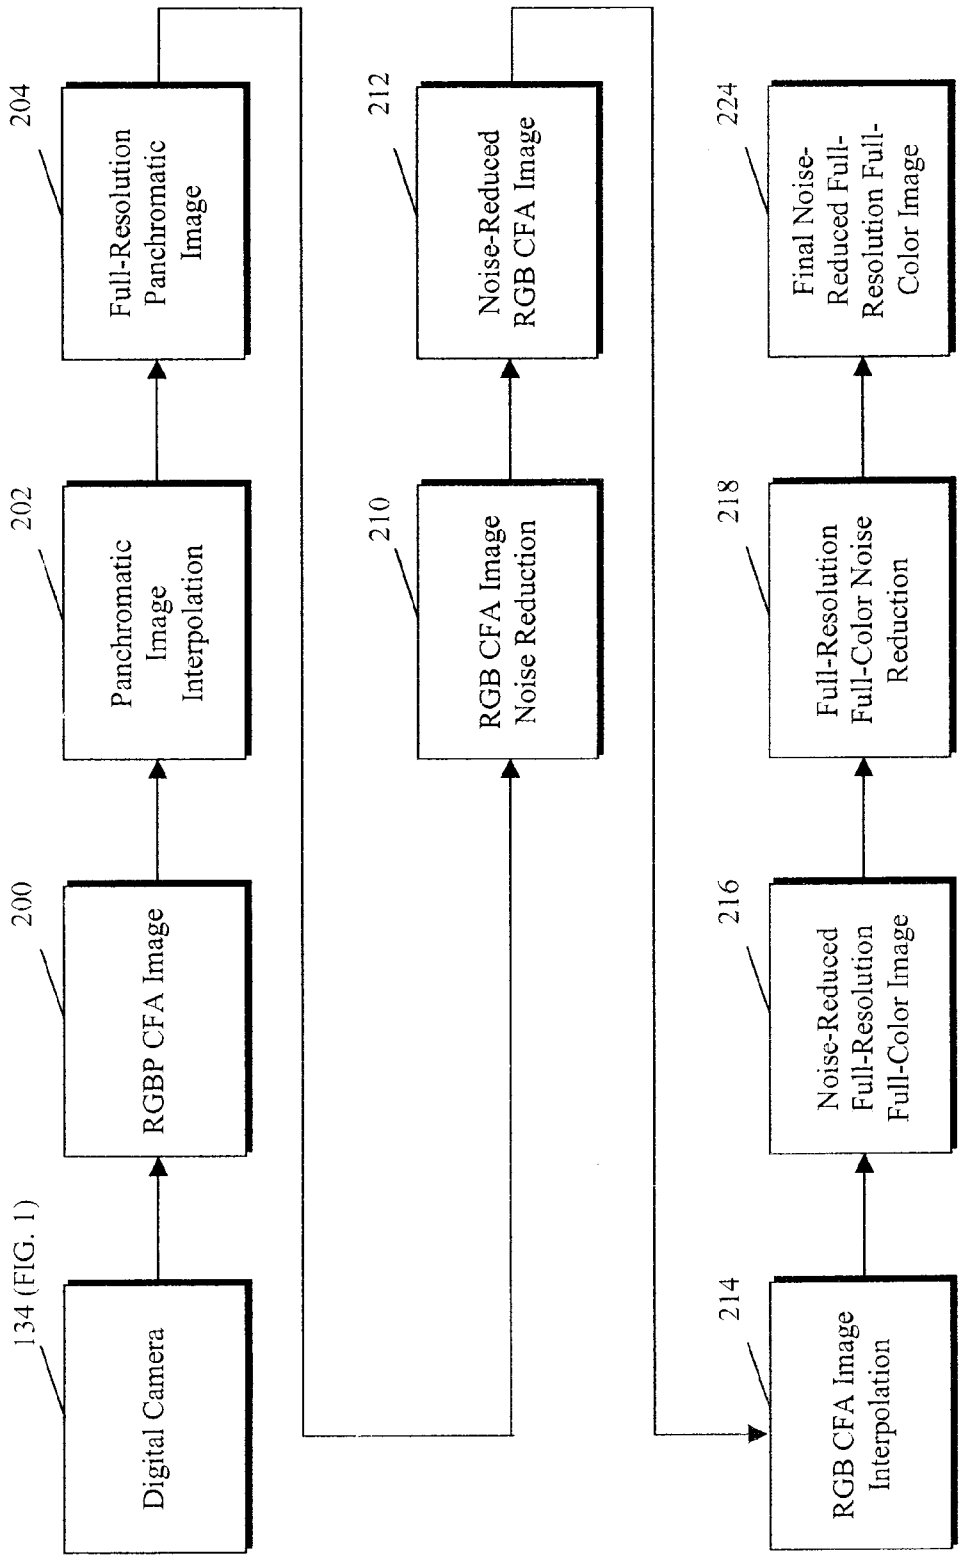 134 (FIG. 1)
Digital Camera
200
RGBP CFA Image
202
Panchromatic
Image
Interpolation
204
Full-Resolution
Panchromatic
Image
210
RGB CFA Image
Noise Reduction
212
Noise-Reduced
RGB CFA Image
214
RGB CFA Image
Interpolation
216
Noise-Reduced
Full-Resolution
Full-Color Image
218
Full-Resolution
Full-Color Noise
Reduction
224
Final Noise-
Reduced Full-
Resolution Full-
Color Image